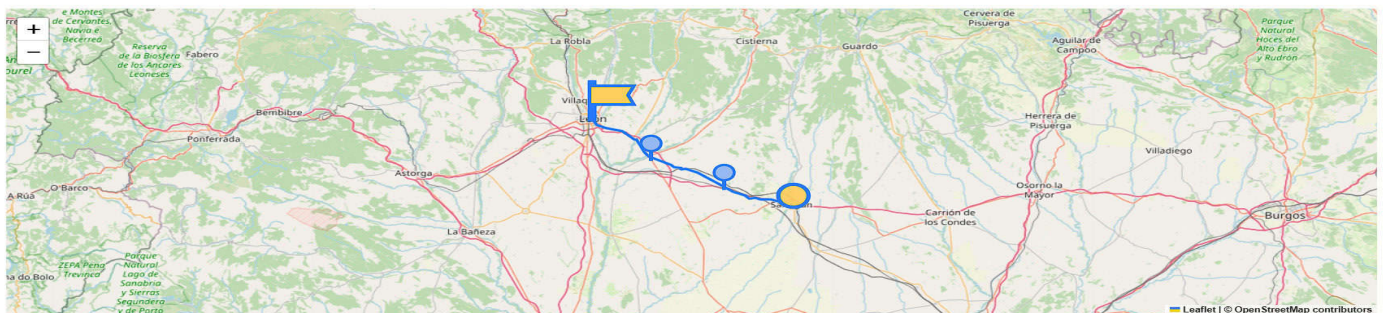 e Montes
de Cervantes,
Navia e
Becerreá
+
−
Reserva
de la Biosfera
de los Ancares
Leoneses
Fabero
La Robla
Cistierna
Guardo
Cervera de
Pisuerga
Aguilar de
Campoo
Parque
Natural
Hoces del
Alto Ebro
y Rudrón
Bembibre
Ponferrada
León
Herrera de
Pisuerga
Villadiego
A Rúa
O Barco
Astorga
La Bañeza
Osorno la
Mayor
Carrión de
los Condes
Burgos
ZEPA Pena
Trevinca
Parque
Natural
Lago de
Sanabria
y Sierras
Segundera
y de Porto
Leaflet | © OpenStreetMap contributors